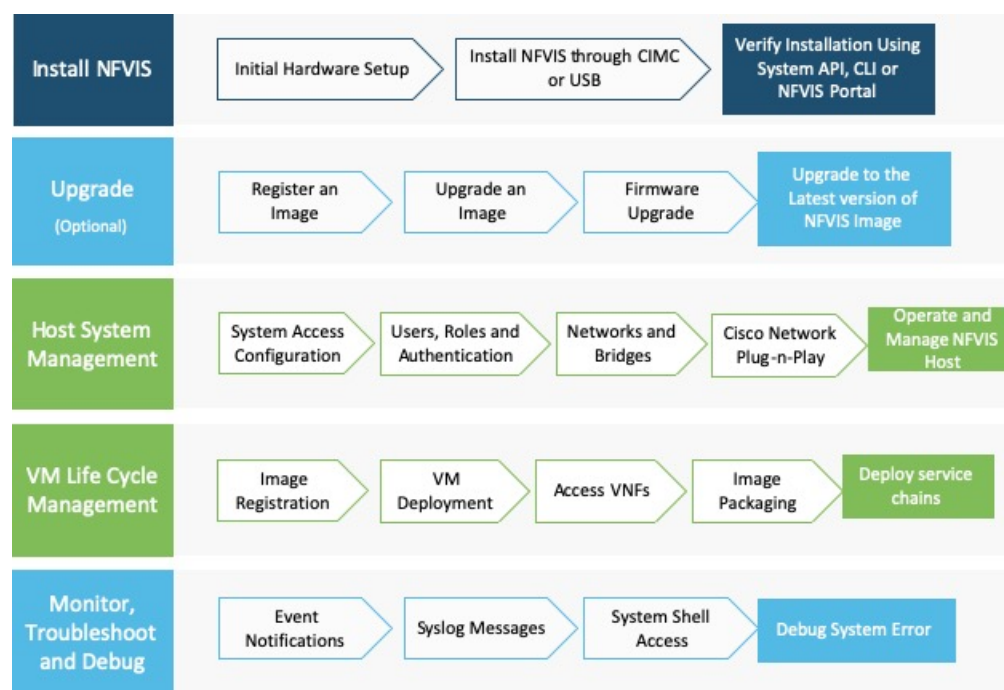 Install NFVIS
Initial Hardware Setup
Install NFVIS through CIMC
or USB
Verify Installation Using
System API, CLI or
NFVIS Portal
Upgrade
(Optional)
Register an
Image
Upgrade an
Image
Firmware
Upgrade
Upgrade to the
Latest version of
NFVIS Image
Host System
Management
System Access
Configuration
Users, Roles and
Authentication
Networks and
Bridges
Cisco Network
Plug-n-Play
Operate and
Manage NFVIS
Host
VM Life Cycle
Management
Image
Registration
VM
Deployment
Access VNFs
Image
Packaging
Deploy service
chains
Monitor,
Troubleshoot
and Debug
Event
Notifications
Syslog Messages
System Shell
Access
Debug System Error